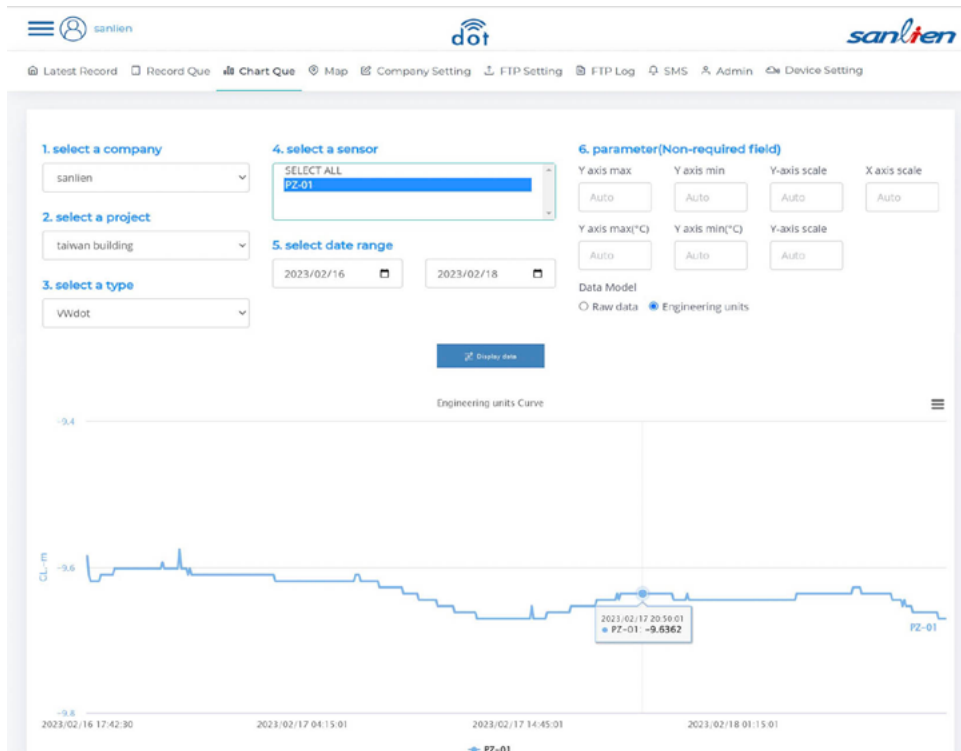 sanlien
dot
sanlien
Latest Record Record Que Chart Que Map Company Setting FTP Setting FTP Log SMS Admin Device Setting
1. select a company
sanlien
2. select a project
taiwan building
3. select a type
VWdot
4. select a sensor
SELECT ALL
PZ-01
5. select date range
2023/02/16 2023/02/18
6. parameter(Non-required field)
Y axis max Y axis min Y-axis scale X axis scale
Auto Auto Auto Auto
Y axis max(°C) Y axis min(°C) Y-axis scale
Auto Auto Auto
Data Model
Raw data Engineering units
Display data
Engineering units Curve
-9.4
GL-m
-9.6
2023/02/17 20:50:01
PZ-01: -9.6362
PZ-01
-9.8
2023/02/16 17:42:30 2023/02/17 04:15:01 2023/02/17 14:45:01 2023/02/18 01:15:01
PZ-01